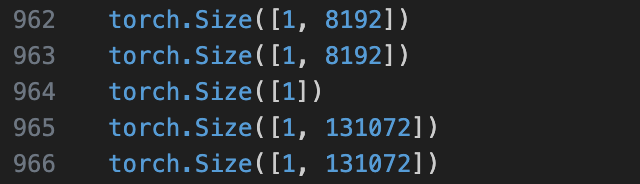 962 torch.Size([1, 8192])
963 torch.Size([1, 8192])
964 torch.Size([1])
965 torch.Size([1, 131072])
966 torch.Size([1, 131072])